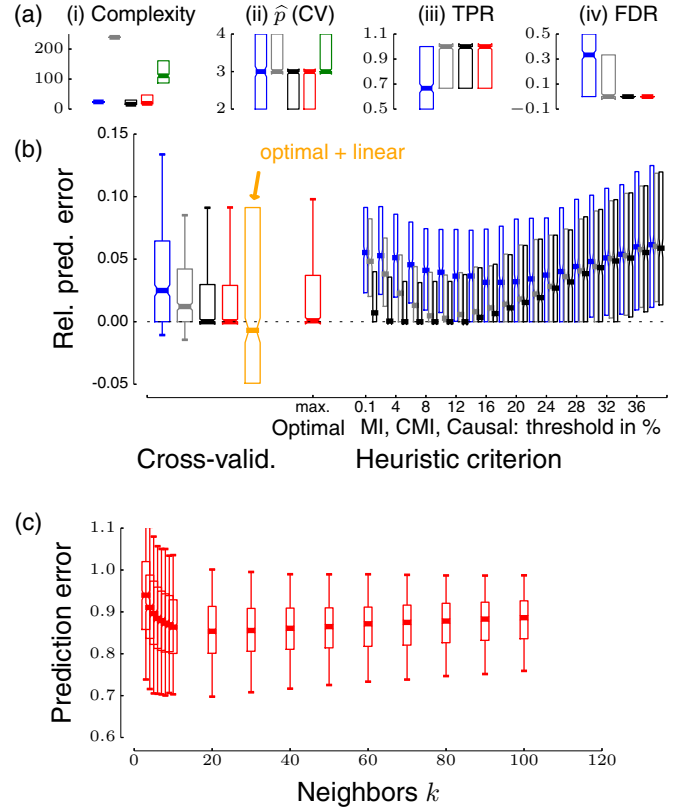 (a) (i) Complexity (ii) p̂ (CV) (iii) TPR (iv) FDR
200 4 1.1 0.5
100 3 0.9 0.3
0 2 0.7 0.1
0.5 −0.1
(b)
0.15
optimal + linear
0.10
0.05
0.00
-0.05
Rel. pred. error
max. 0.1 4 8 12 16 20 24 28 32 36
Optimal MI, CMI, Causal: threshold in %
Cross-valid. Heuristic criterion
(c)
1.1
1.0
0.9
0.8
0.7
0.6
Prediction error
0 20 40 60 80 100 120
Neighbors k